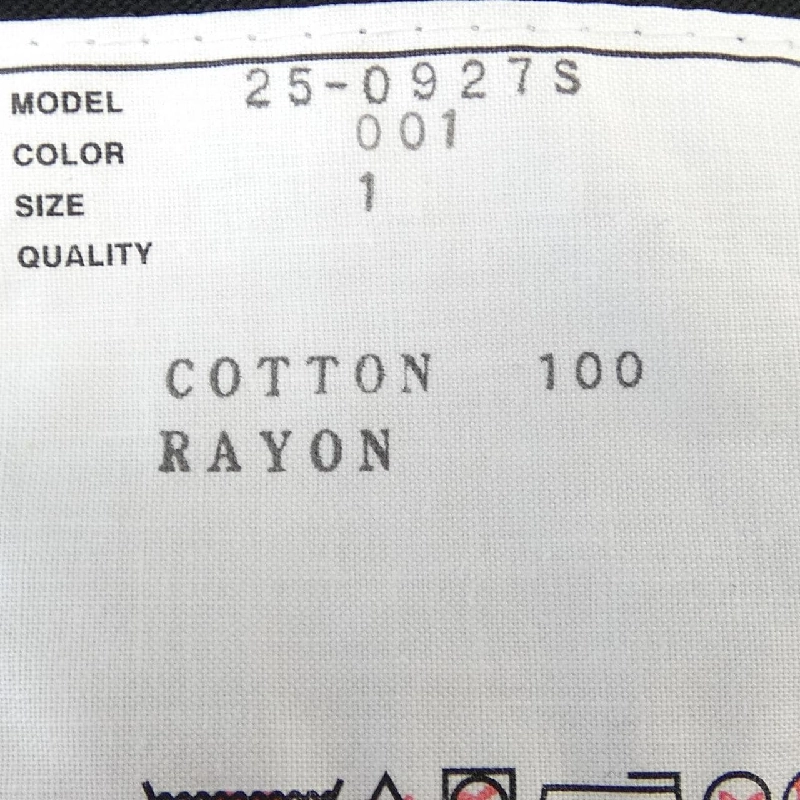 MODEL 25-0927S
COLOR 001
SIZE 1
QUALITY
COTTON 100
RAYON